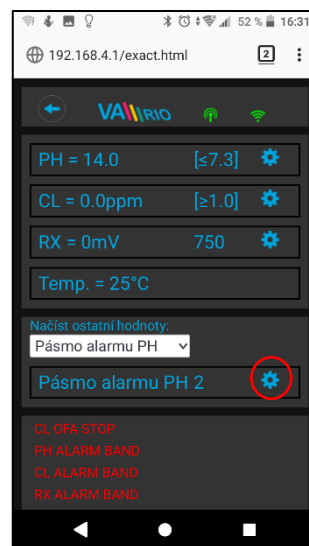 52 % 16:31
192.168.4.1/exact.html 2
VA RIO
PH = 14.0 [≤7.3]
CL = 0.0ppm [≥1.0]
RX = 0mV 750
Temp. = 25°C
Načíst ostatní hodnoty:
Pásmo alarmu PH
Pásmo alarmu PH 2
CL OFA STOP
PH ALARM BAND
CL ALARM BAND
RX ALARM BAND